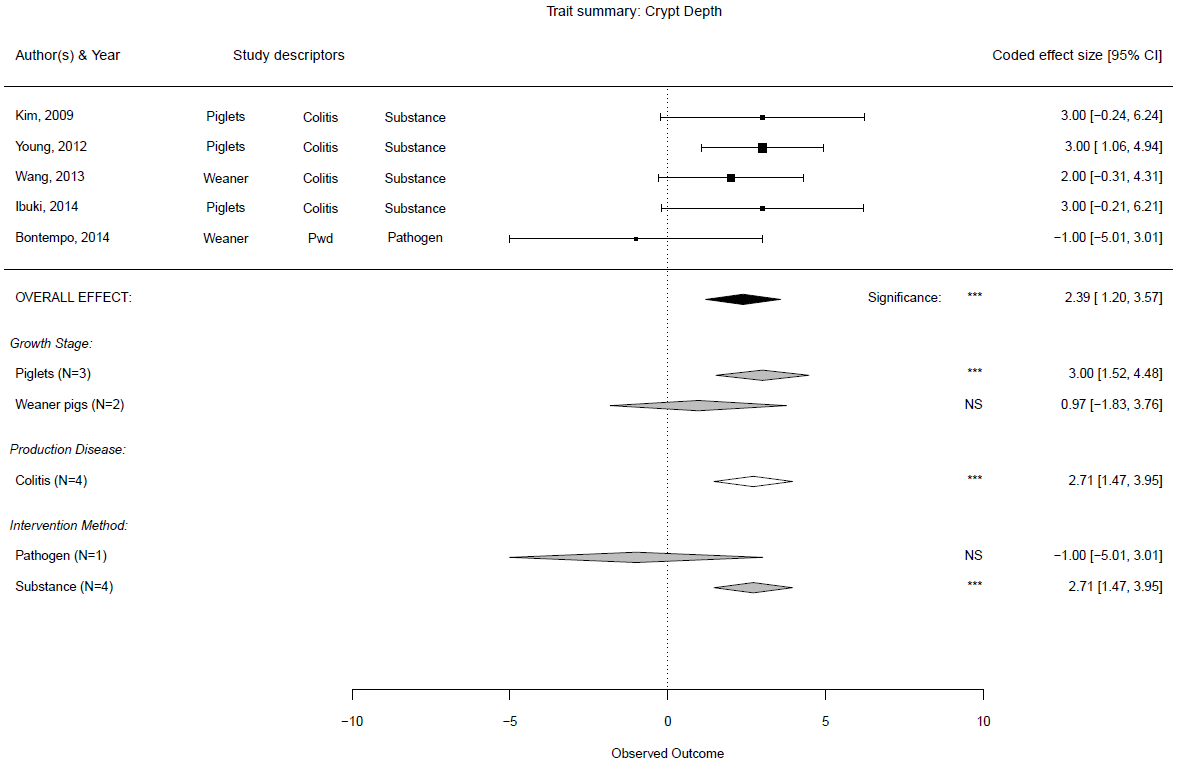 Trait summary: Crypt Depth
Author(s) & Year Study descriptors Coded effect size [95% CI]
Kim, 2009 Piglets Colitis Substance 3.00 [−0.24, 6.24]
Young, 2012 Piglets Colitis Substance 3.00 [ 1.06, 4.94]
Wang, 2013 Weaner Colitis Substance 2.00 [−0.31, 4.31]
Ibuki, 2014 Piglets Colitis Substance 3.00 [−0.21, 6.21]
Bontempo, 2014 Weaner Pwd Pathogen −1.00 [−5.01, 3.01]
OVERALL EFFECT: Significance: *** 2.39 [ 1.20, 3.57]
Growth Stage:
Piglets (N=3) *** 3.00 [1.52, 4.48]
Weaner pigs (N=2) NS 0.97 [−1.83, 3.76]
Production Disease:
Colitis (N=4) *** 2.71 [1.47, 3.95]
Intervention Method:
Pathogen (N=1) NS −1.00 [−5.01, 3.01]
Substance (N=4) *** 2.71 [1.47, 3.95]
−10 −5 0 5 10
Observed Outcome